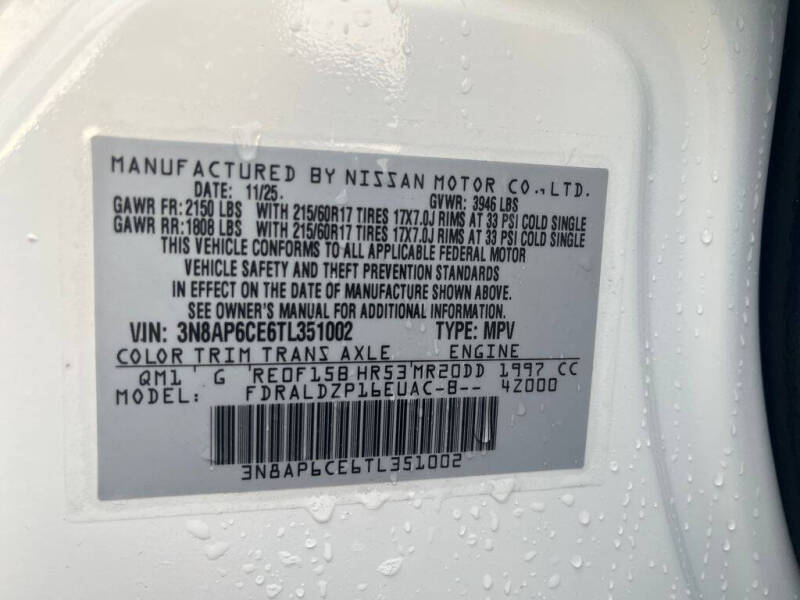 MANUFACTURED BY NISSAN MOTOR CO.,LTD.
DATE: 11/25. GVWR: 3946 LBS
GAWR FR: 2150 LBS WITH 215/60R17 TIRES 17X7.0J RIMS AT 33 PSI COLD SINGLE
GAWR RR: 1808 LBS WITH 215/60R17 TIRES 17X7.0J RIMS AT 33 PSI COLD SINGLE
THIS VEHICLE CONFORMS TO ALL APPLICABLE FEDERAL MOTOR
VEHICLE SAFETY AND THEFT PREVENTION STANDARDS
IN EFFECT ON THE DATE OF MANUFACTURE SHOWN ABOVE.
SEE OWNER'S MANUAL FOR ADDITIONAL INFORMATION.
VIN: 3N8AP6CE6TL351002 TYPE: MPV
COLOR TRIM TRANS AXLE ENGINE
QM1 G RE0F15B HR53 MR20DD 1997 CC
MODEL: FDRALDZP16EUAC-B-- 4Z000
3N8AP6CE6TL351002